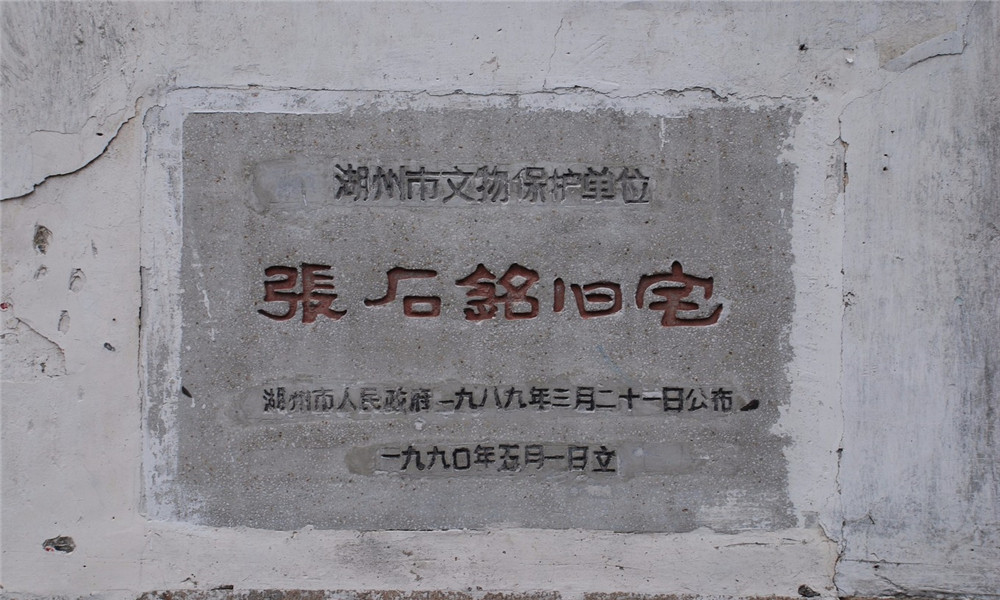 湖州市文物保护单位
張石銘旧宅
湖州市人民政府一九八九年三月二十一日公布
一九九〇年五月一日立